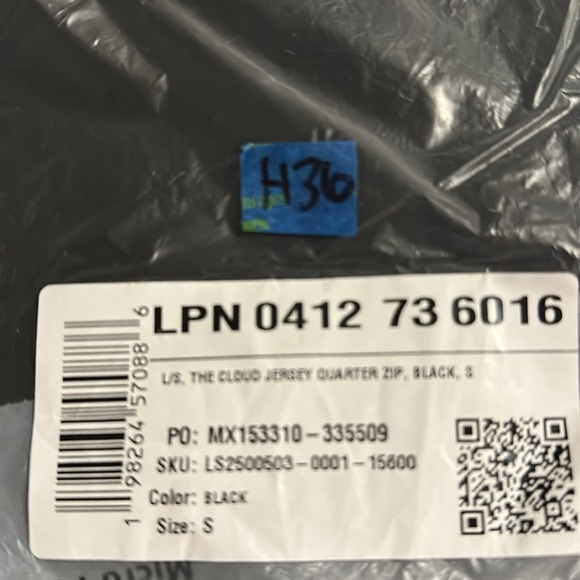 H36
LPN 0412 73 6016
L/S, THE CLOUD JERSEY QUARTER ZIP, BLACK, S
PO: MX153310-335509
SKU: LS2500503-0001-15600
Color: BLACK
Size: S
1 98264 57088 6